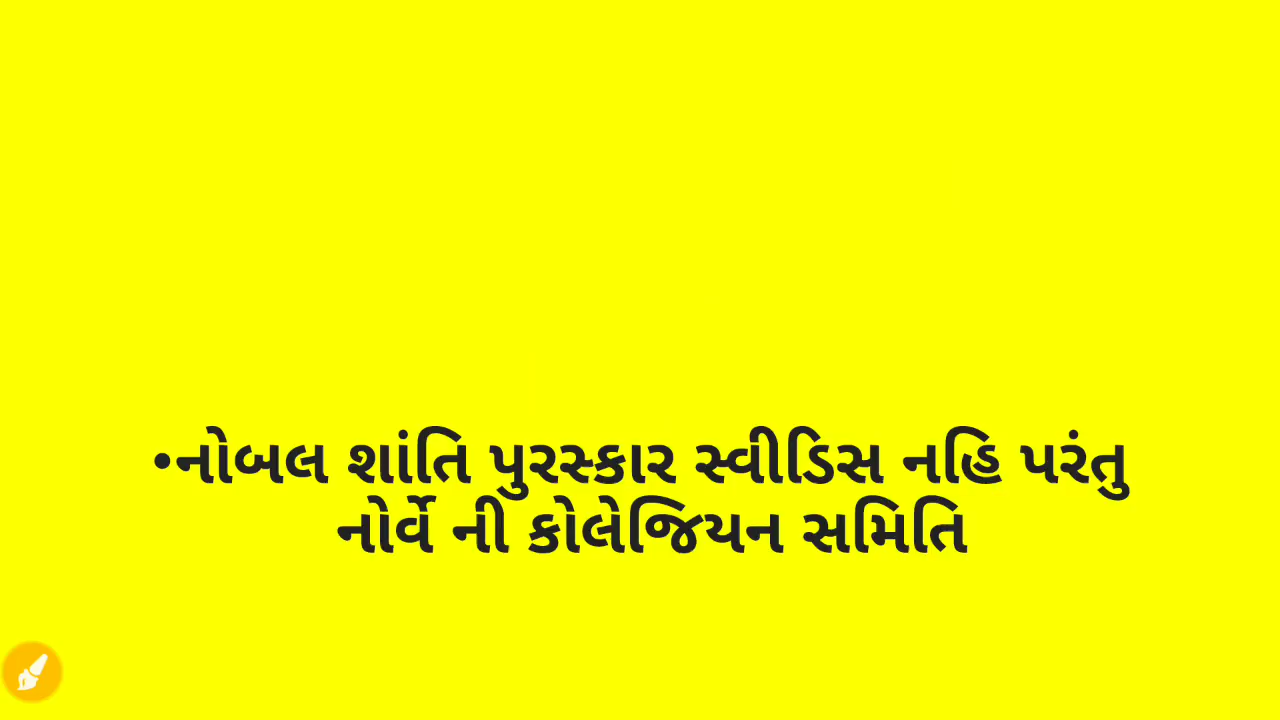 •નોબલ શાંતિ પુરસ્કાર સ્વીડિસ નહિ પરંતુ
નોર્વે ની કોલેજિયન સમિતિ